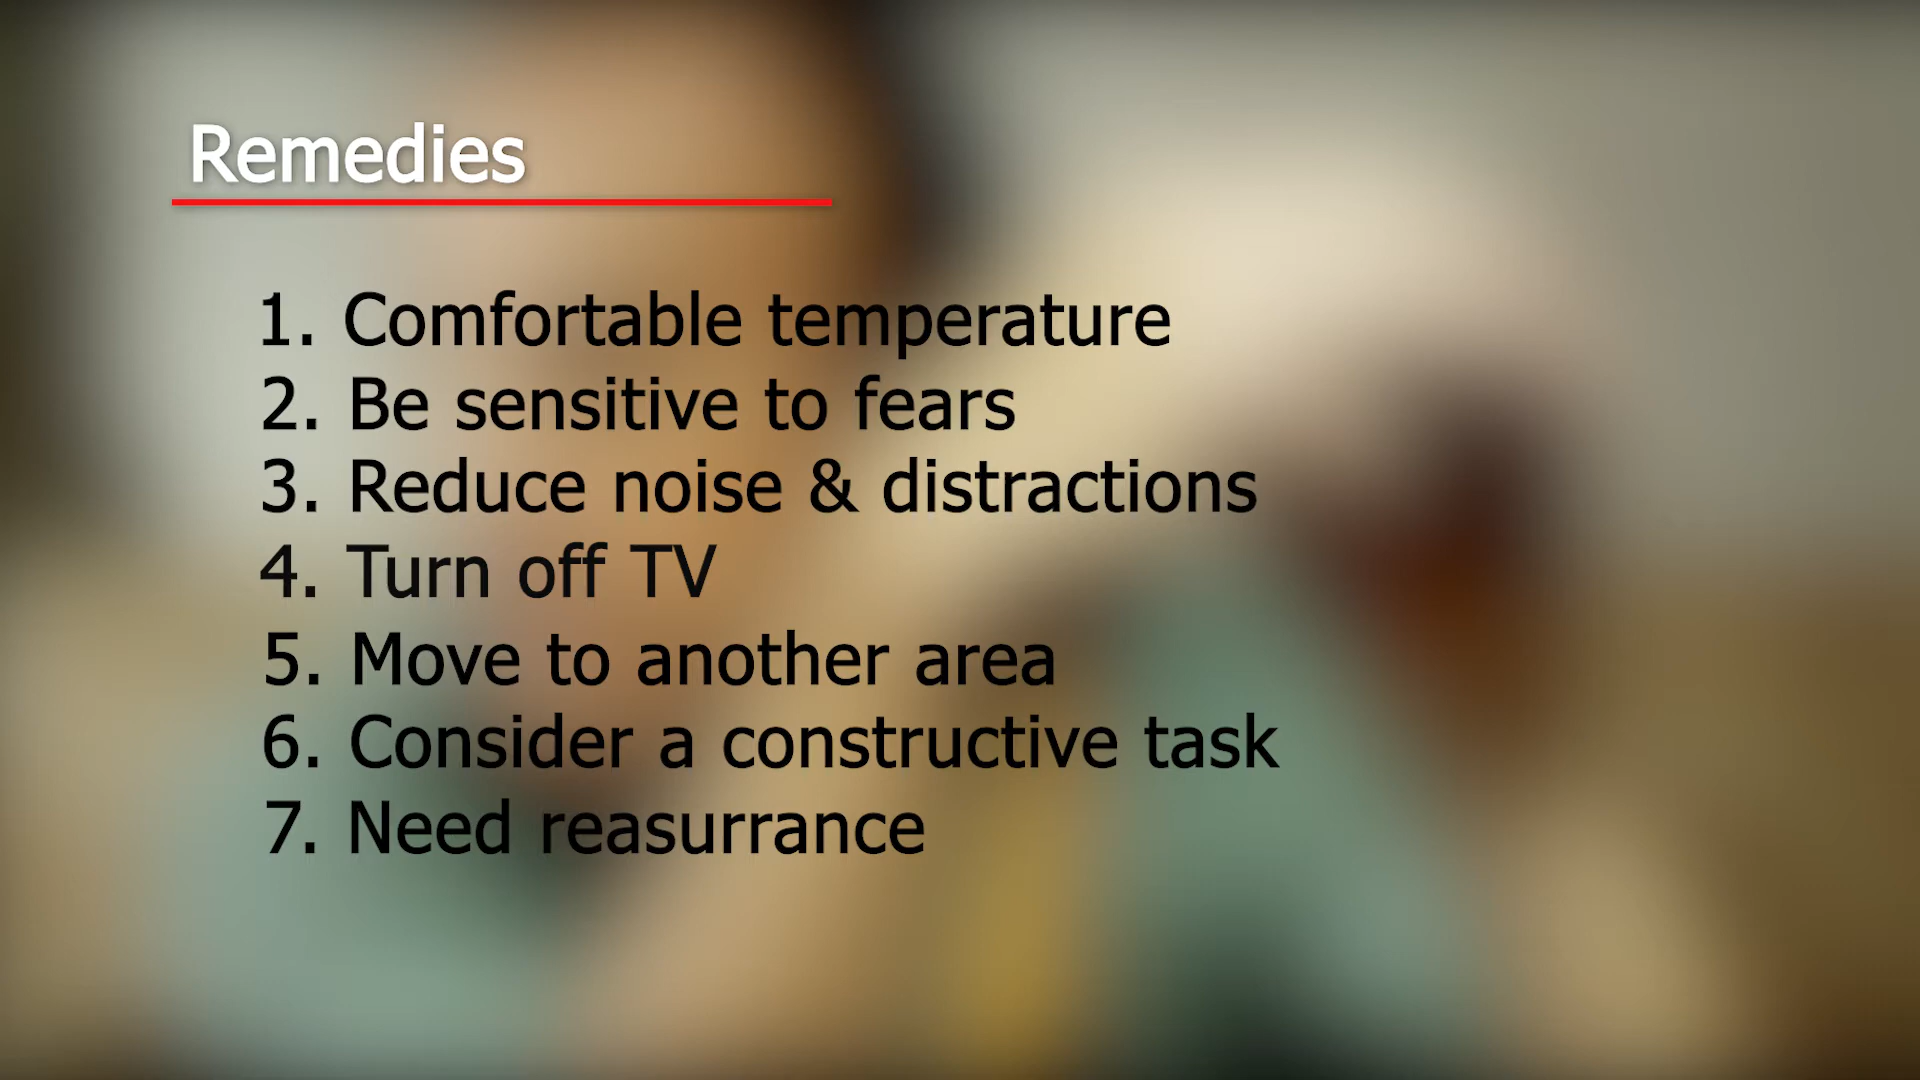 Remedies
1. Comfortable temperature
2. Be sensitive to fears
3. Reduce noise & distractions
4. Turn off TV
5. Move to another area
6. Consider a constructive task
7. Need reasurrance